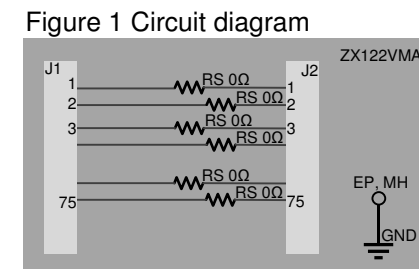 Figure 1 Circuit diagram
ZX122VMA
J1
J2
1
RS 0Ω
1
2
RS 0Ω
2
3
RS 0Ω
3
RS 0Ω
RS 0Ω
75
RS 0Ω
75
EP, MH
GND